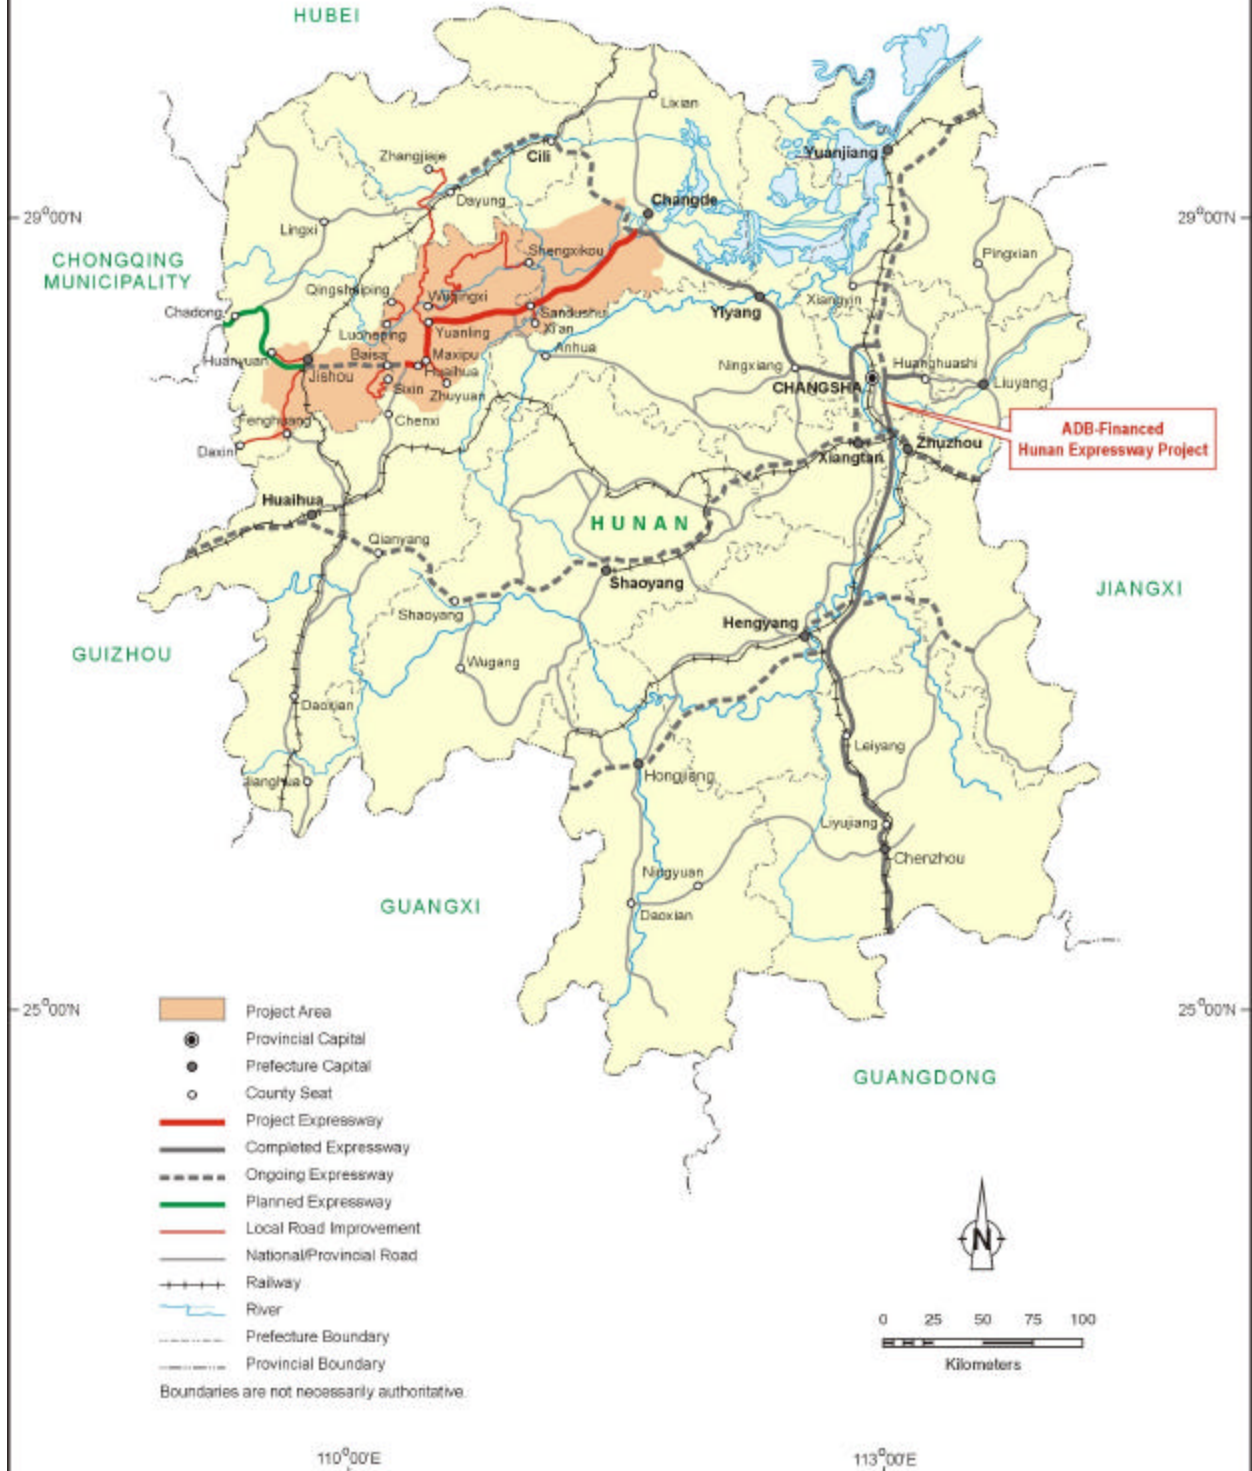 HUBEI
Lixian
Zhangjiajie
Cili
Yuanjiang
Dayung
Changde
29°00'N
29°00'N
Lingxi
Shengxikou
Pingxian
CHONGQING
MUNICIPALITY
Qingshuiping
Wuqingxi
Xiangyin
Chadong
Sandushu
Yiyang
Luoheping
Yuanling
Xi'an
Anhua
Huanyuan
Baisa
Maxipu
Ningxiang
Huanghuashi
Jishou
Huaihua
CHANGSHA
Liuyang
Sixin
Zhuyuan
Fenghuang
Chenxi
ADB-Financed
Hunan Expressway Project
Daxin
Xiangtan
Zhuzhou
Huaihua
HUNAN
Qianyang
Shaoyang
JIANGXI
Shaoyang
Hengyang
GUIZHOU
Wugang
Daoxian
Leiyang
Jianghua
Hongjiang
Liyujiang
Chenzhou
Ningyuan
GUANGXI
Daoxian
25°00'N
25°00'N
Project Area
Provincial Capital
Prefecture Capital
GUANGDONG
County Seat
Project Expressway
Completed Expressway
Ongoing Expressway
Planned Expressway
Local Road Improvement
N
National/Provincial Road
Railway
River
0 25 50 75 100
Prefecture Boundary
Provincial Boundary
Kilometers
Boundaries are not necessarily authoritative.
110°00'E
113°00'E